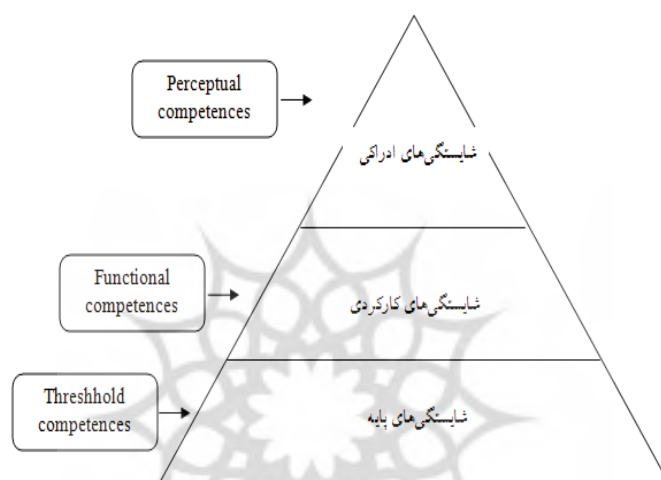 Perceptual
competences
شایستگی‌های ادراکی
Functional
competences
شایستگی‌های کارکردی
Threshhold
competences
شایستگی‌های پایه